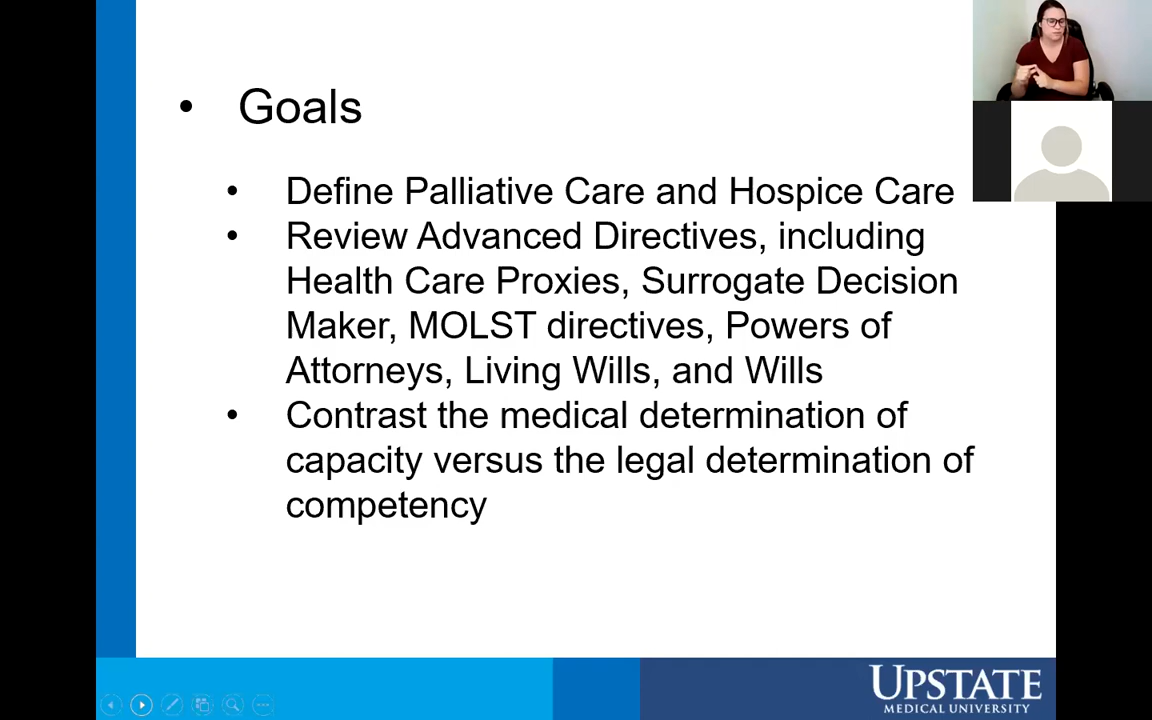 • Goals
• Define Palliative Care and Hospice Care
• Review Advanced Directives, including
Health Care Proxies, Surrogate Decision
Maker, MOLST directives, Powers of
Attorneys, Living Wills, and Wills
• Contrast the medical determination of
capacity versus the legal determination of
competency
UPSTATE
MEDICAL UNIVERSITY